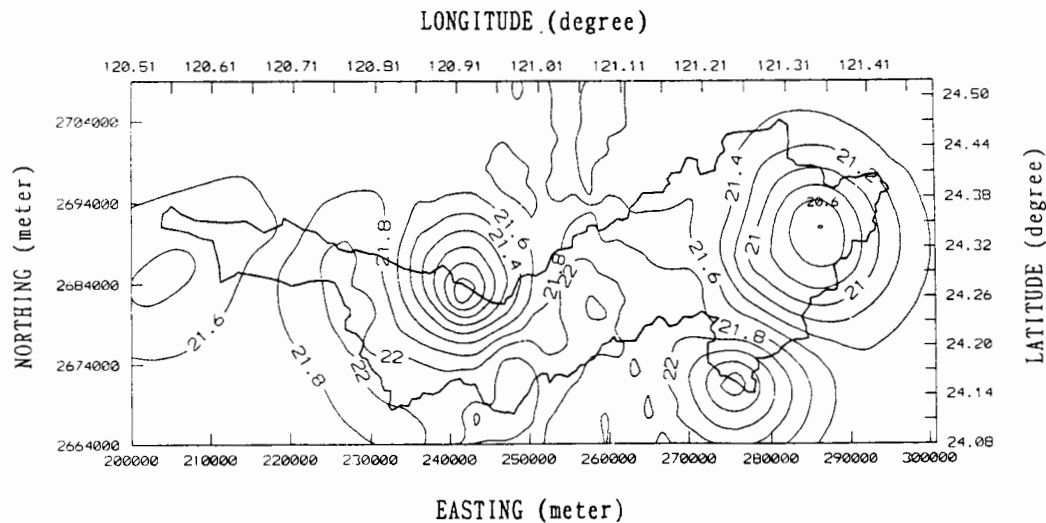 LONGITUDE (degree)
120.51 120.61 120.71 120.81 120.91 121.01 121.11 121.21 121.31 121.41
2704000 24.50
24.44
21.4
24.38
2694000 20.6
21.8 21.6
21.4
24.32
21
21.8 22 21.6
2684000 24.26
21
21.6
21.8
24.20
22 22
2674000 21.8 22
24.14
2664000 24.08
200000 210000 220000 230000 240000 250000 260000 270000 280000 290000 300000
EASTING (meter)
NORTHING (meter)
LATITUDE (degree)